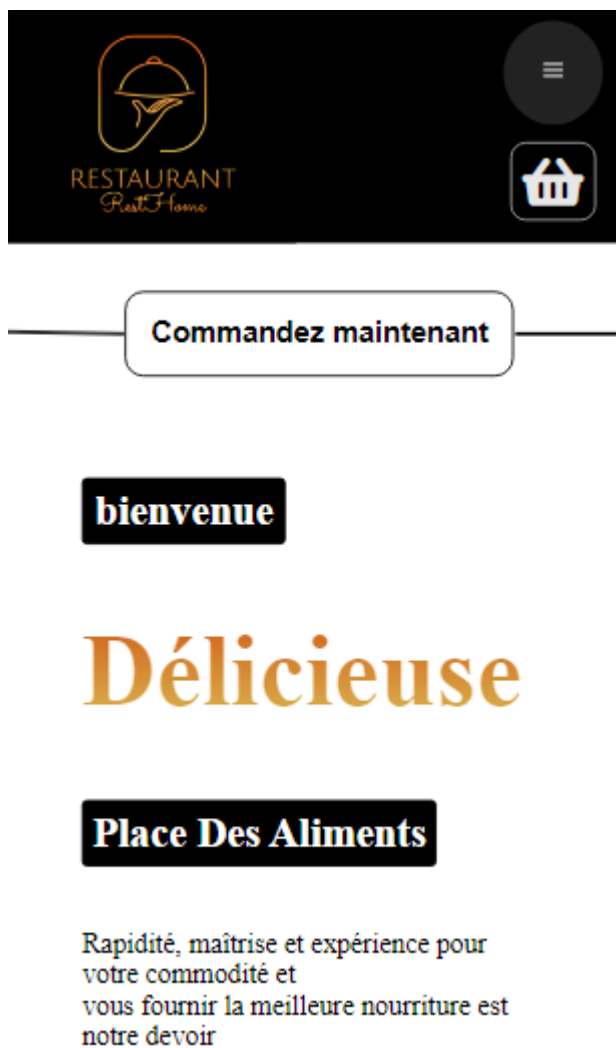 RESTAURANT
RestHome
Commandez maintenant
bienvenue
Délicieuse
Place Des Aliments
Rapidité, maîtrise et expérience pour
votre commodité et
vous fournir la meilleure nourriture est
notre devoir